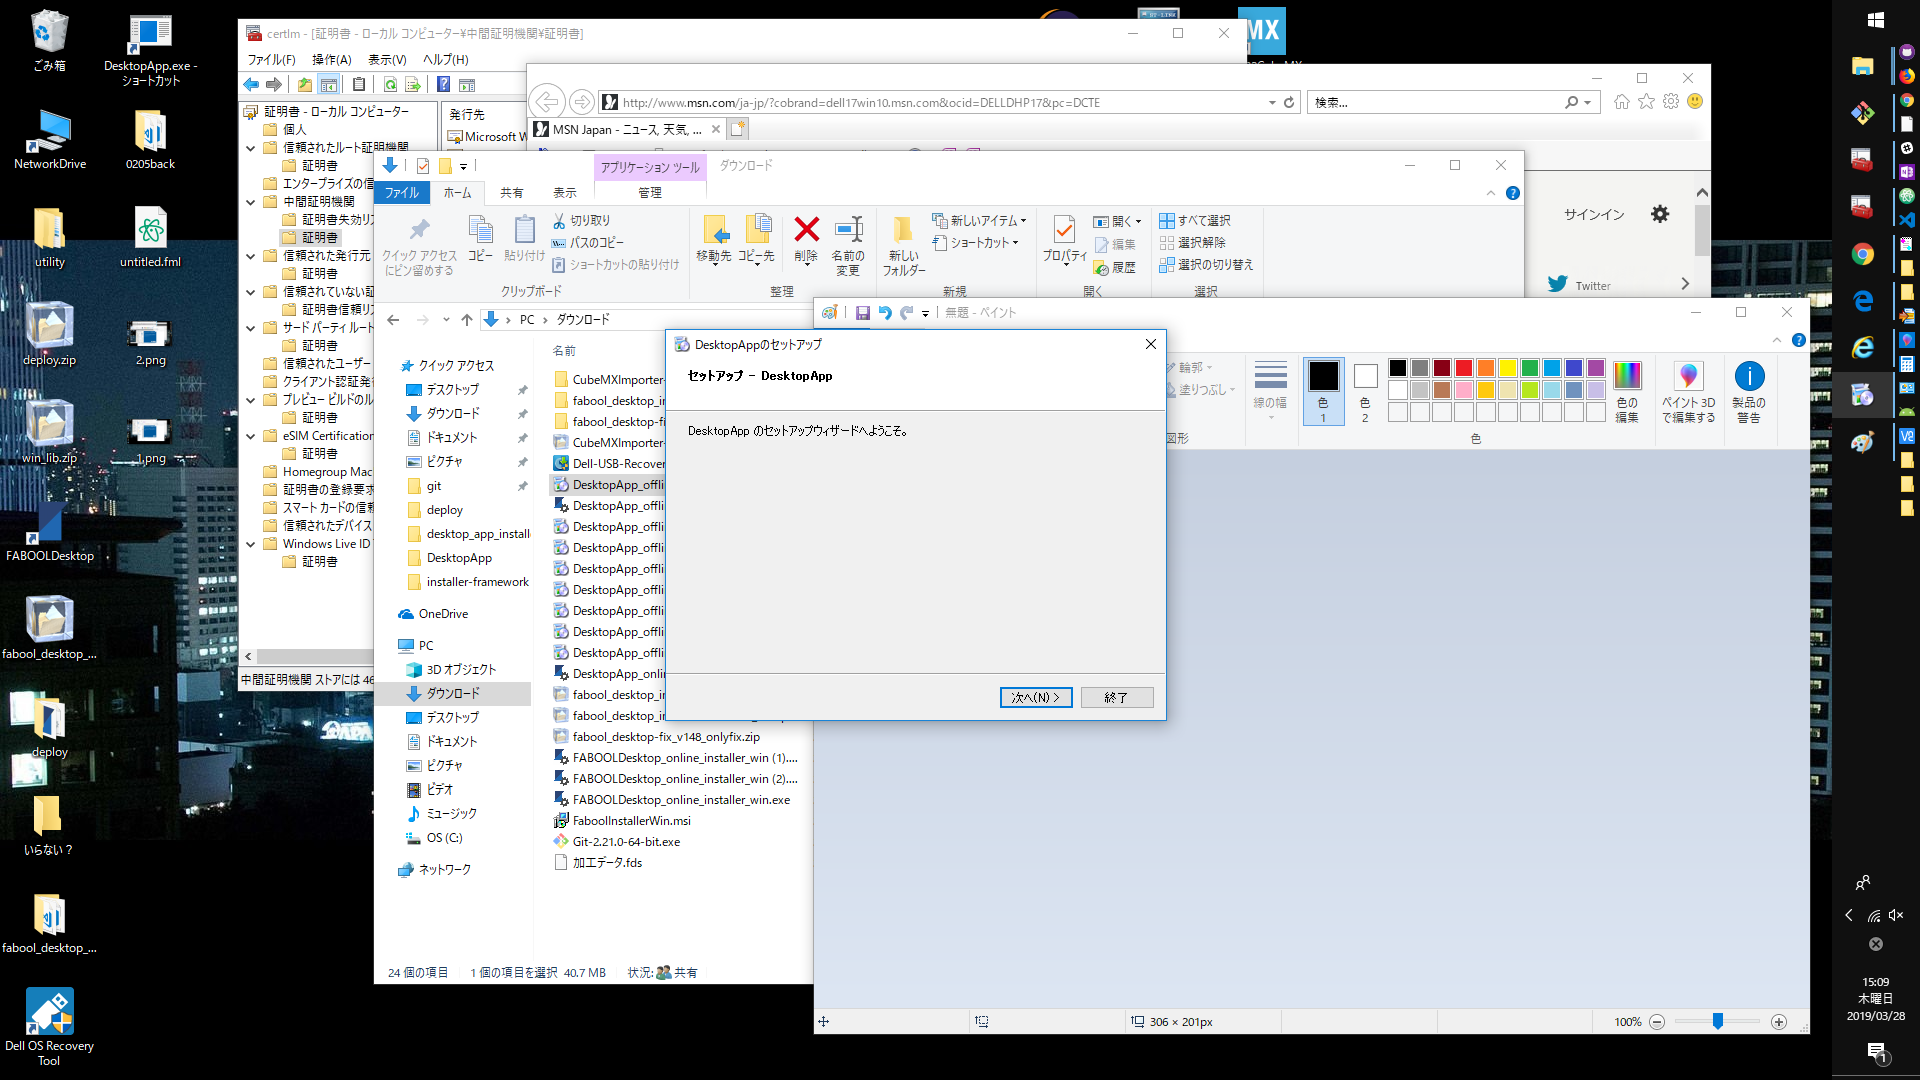 ごみ箱
DesktopApp.exe -
ショートカット
NetworkDrive
0205back
utility
untitled.fml
deploy.zip
2.png
win_lib.zip
1.png
FABOOLDesktop
fabool_desktop_...
deploy
いらない？
fabool_desktop_...
Dell OS Recovery
Tool
certlm - [証明書 - ローカル コンピューター¥中間証明機関¥証明書]
ファイル(F) 操作(A) 表示(V) ヘルプ(H)
証明書 - ローカル コンピューター
個人
信頼されたルート証明機関
証明書
エンタープライズの信
中間証明機関
証明書失効リス
証明書
信頼された発行元
証明書
信頼されていない証
証明書信頼リス
サード パーティ ルート
証明書
信頼されたユーザー
クライアント認証発行
プレビュー ビルドのル
証明書
eSIM Certification
証明書
Homegroup Mac
証明書の登録要求
スマート カードの信頼
信頼されたデバイス
Windows Live ID
証明書
発行先
Microsoft W
中間証明機関 ストアには 46
http://www.msn.com/ja-jp/?cobrand=dell17win10.msn.com&ocid=DELLDHP17&pc=DCTE
検索...
MSN Japan - ニュース, 天気, ...
サインイン
Twitter
アプリケーション ツール ダウンロード
ファイル ホーム 共有 表示 管理
クイック アクセス
にピン留めする
コピー
貼り付け
切り取り
パスのコピー
ショートカットの貼り付け
クリップボード
移動先 コピー先
削除 名前の
変更
整理
新しい
フォルダー
新しいアイテム
ショートカット
新規
プロパティ
開く
編集
履歴
開く
すべて選択
選択解除
選択の切り替え
選択
PC ダウンロード
クイック アクセス
デスクトップ
ダウンロード
ドキュメント
ピクチャ
git
deploy
desktop_app_install
DesktopApp
installer-framework
OneDrive
PC
3D オブジェクト
ダウンロード
デスクトップ
ドキュメント
ピクチャ
ビデオ
ミュージック
OS (C:)
ネットワーク
名前
CubeMXImporter-
fabool_desktop_in
fabool_desktop-fi
CubeMXImporter-
Dell-USB-Recover
DesktopApp_offli
DesktopApp_offli
DesktopApp_offli
DesktopApp_offli
DesktopApp_offli
DesktopApp_offli
DesktopApp_offli
DesktopApp_offli
DesktopApp_offli
DesktopApp_onlin
fabool_desktop_in
fabool_desktop_in
fabool_desktop-fix_v148_onlyfix.zip
FABOOLDesktop_online_installer_win (1)....
FABOOLDesktop_online_installer_win (2)....
FABOOLDesktop_online_installer_win.exe
FaboolInstallerWin.msi
Git-2.21.0-64-bit.exe
加工データ.fds
24 個の項目 1 個の項目を選択 40.7 MB 状況: 共有
無題 - ペイント
輪郭
塗りつぶし
図形
線の幅
色
1
色
2
色の
編集
色
ペイント 3D
で編集する
製品の
警告
306 × 201px
100%
DesktopAppのセットアップ
セットアップ - DesktopApp
DesktopApp のセットアップウィザードへようこそ。
次へ(N) >
終了
MX
15:09
木曜日
2019/03/28
1